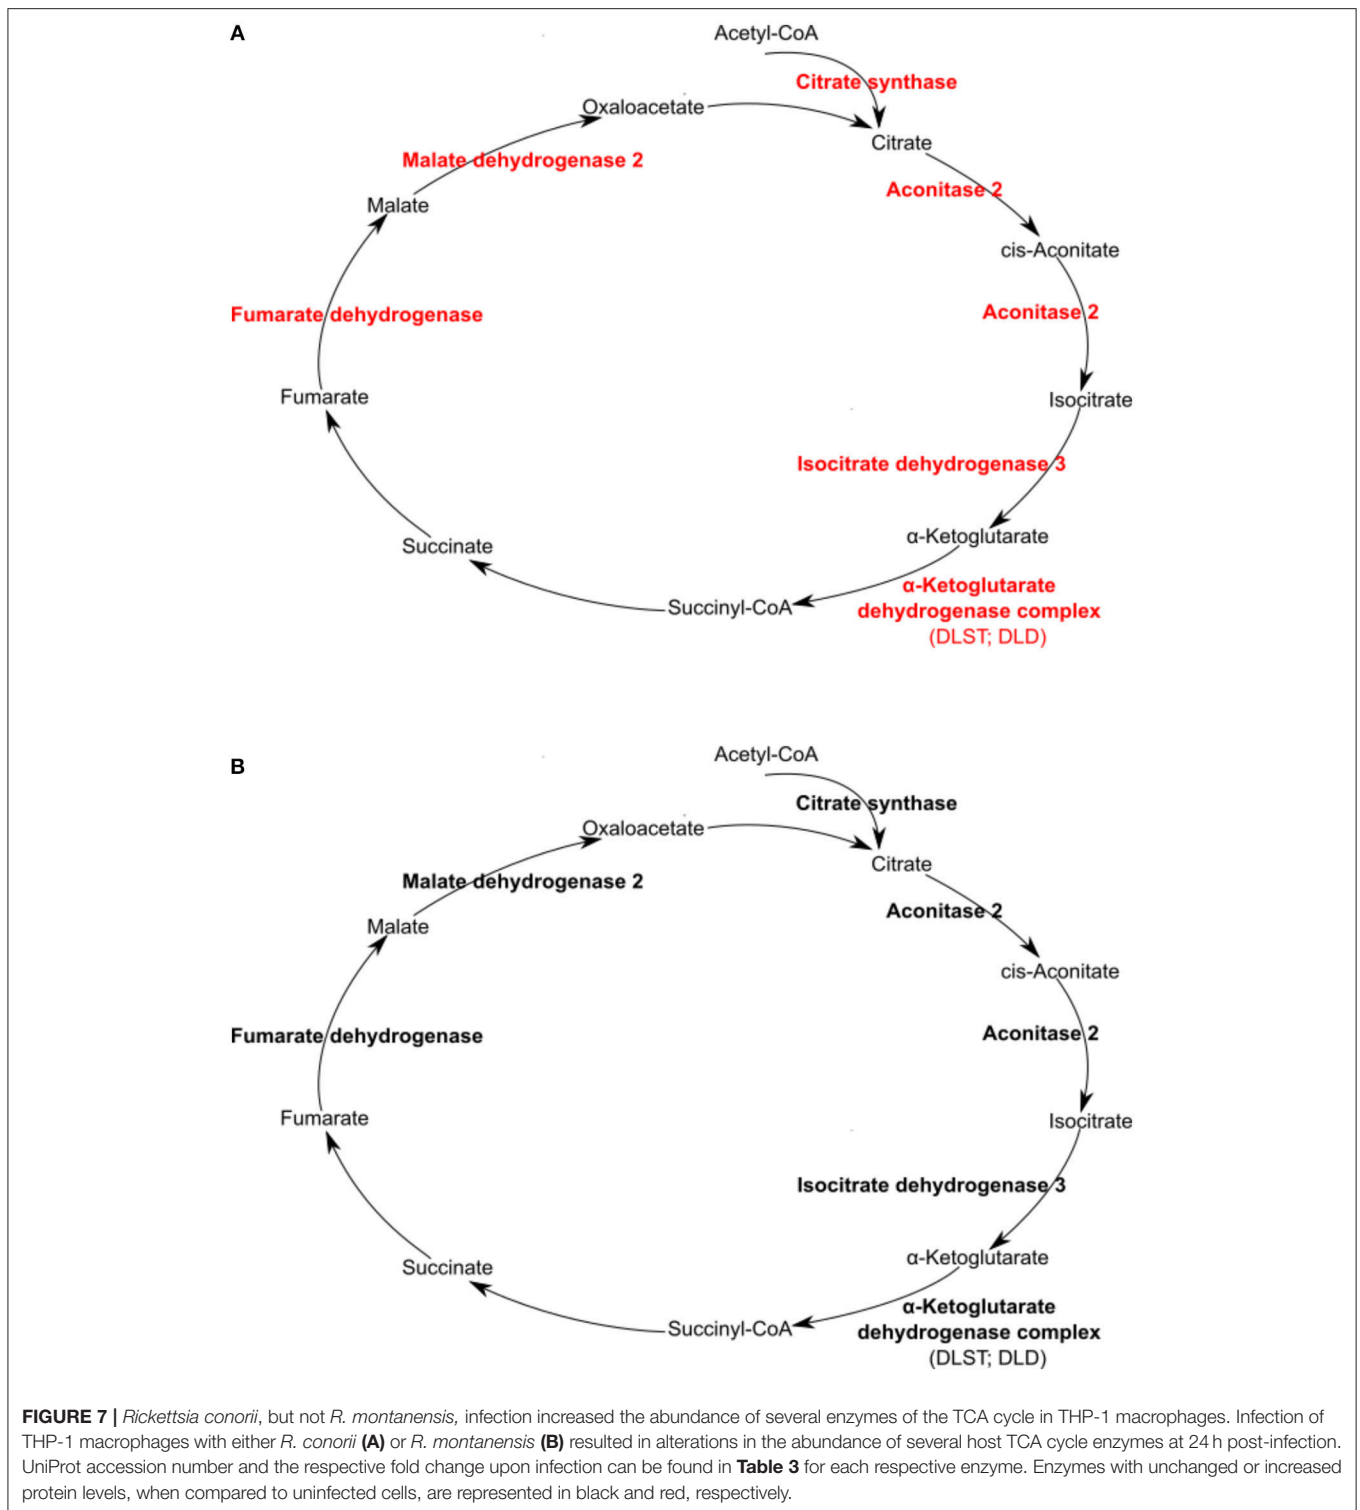 A
Acetyl-CoA
Citrate synthase
Oxaloacetate
Citrate
Malate dehydrogenase 2
Aconitase 2
Malate
cis-Aconitate
Fumarate dehydrogenase
Aconitase 2
Fumarate
Isocitrate
Isocitrate dehydrogenase 3
α-Ketoglutarate
Succinate
α-Ketoglutarate
dehydrogenase complex
(DLST; DLD)
Succinyl-CoA
B
Acetyl-CoA
Citrate synthase
Oxaloacetate
Citrate
Malate dehydrogenase 2
Aconitase 2
Malate
cis-Aconitate
Fumarate dehydrogenase
Aconitase 2
Fumarate
Isocitrate
Isocitrate dehydrogenase 3
α-Ketoglutarate
Succinate
α-Ketoglutarate
dehydrogenase complex
(DLST; DLD)
Succinyl-CoA
FIGURE 7 | Rickettsia conorii, but not R. montanensis, infection increased the abundance of several enzymes of the TCA cycle in THP-1 macrophages. Infection of
THP-1 macrophages with either R. conorii (A) or R. montanensis (B) resulted in alterations in the abundance of several host TCA cycle enzymes at 24 h post-infection.
UniProt accession number and the respective fold change upon infection can be found in Table 3 for each respective enzyme. Enzymes with unchanged or increased
protein levels, when compared to uninfected cells, are represented in black and red, respectively.